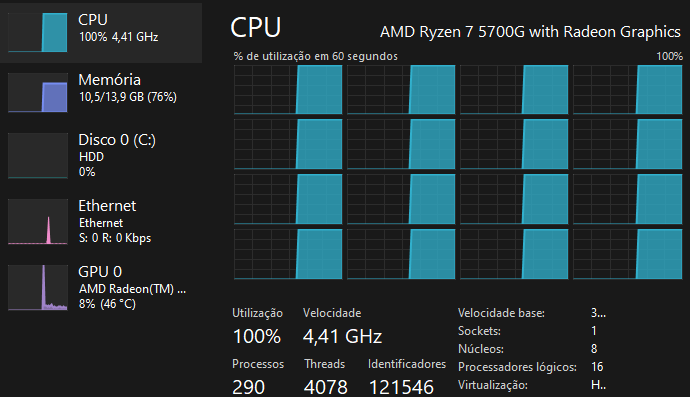 CPU
100% 4,41 GHz
Memória
10,5/13,9 GB (76%)
Disco 0 (C:)
HDD
0%
Ethernet
Ethernet
S: 0 R: 0 Kbps
GPU 0
AMD Radeon(TM) ...
8% (46 °C)
CPU
AMD Ryzen 7 5700G with Radeon Graphics
% de utilização em 60 segundos
100%
Utilização
Velocidade
100%
4,41 GHz
Processos
Threads
Identificadores
290
4078
121546
Velocidade base: 3...
Sockets: 1
Núcleos: 8
Processadores lógicos: 16
Virtualização: H..